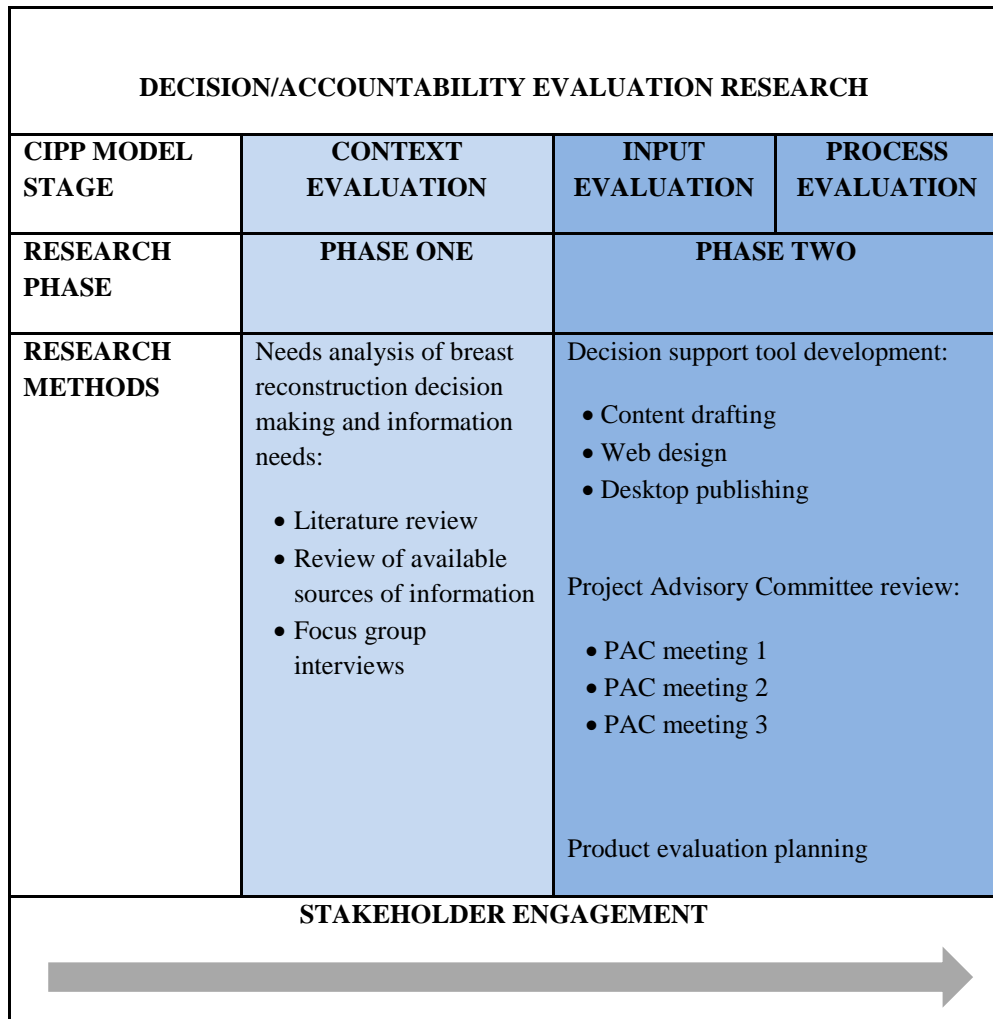 DECISION/ACCOUNTABILITY EVALUATION RESEARCH
CIPP MODEL
STAGE
CONTEXT
EVALUATION
INPUT
EVALUATION
PROCESS
EVALUATION
RESEARCH
PHASE
PHASE ONE
PHASE TWO
RESEARCH
METHODS
Needs analysis of breast
reconstruction decision
making and information
needs:
• Literature review
• Review of available
sources of information
• Focus group
interviews
Decision support tool development:
• Content drafting
• Web design
• Desktop publishing
Project Advisory Committee review:
• PAC meeting 1
• PAC meeting 2
• PAC meeting 3
Product evaluation planning
STAKEHOLDER ENGAGEMENT